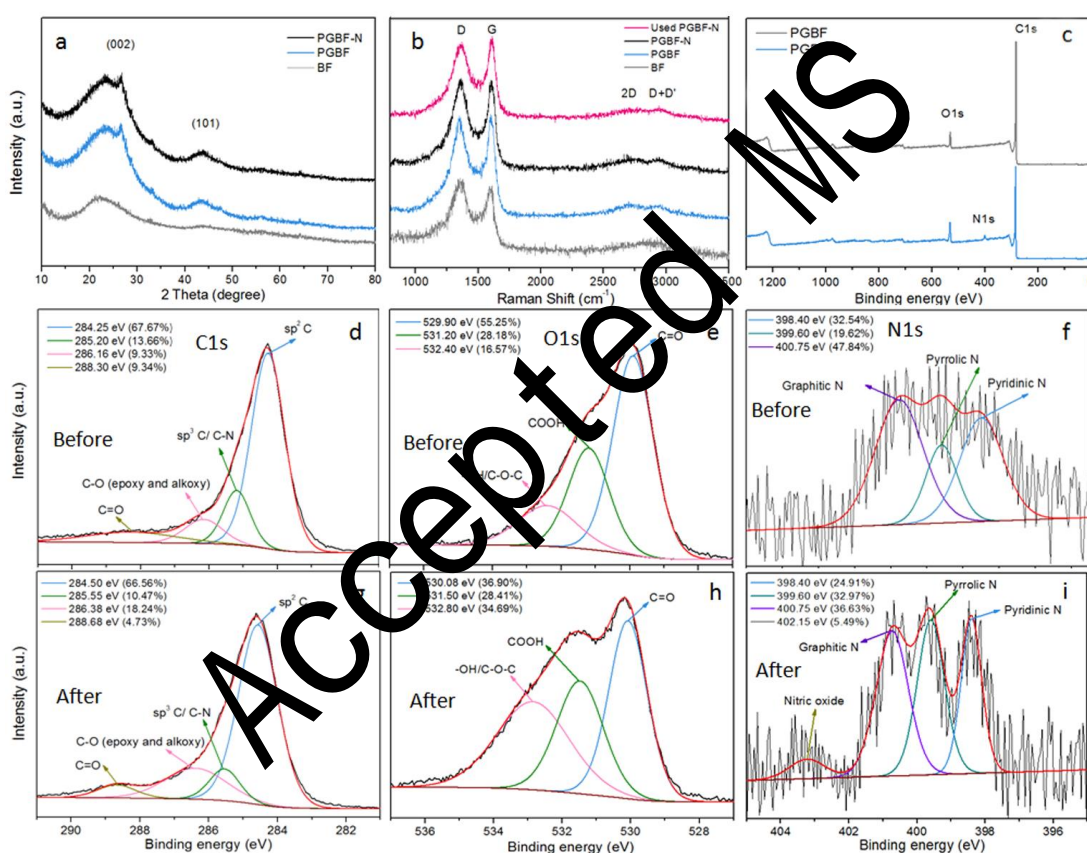 a
(002)
(101)
PGBF-N
PGBF
BF
Intensity (a.u.)
10 20 30 40 50 60 70 80
2 Theta (degree)
b
D G
Used PGBF-N
PGBF-N
PGBF
BF
2D D+D'
1000 1500 2000 2500
Raman Shift (cm-1)
c
PGBF
C1s
O1s
N1s
1200 1000 800 600 400 200
Binding energy (eV)
284.25 eV (67.67%)
285.20 eV (13.66%)
286.16 eV (9.33%)
288.30 eV (9.34%)
d
sp2 C
C1s
Before
sp3 C/ C-N
C-O (epoxy and alkoxy)
C=O
Intensity (a.u.)
529.90 eV (55.25%)
531.20 eV (28.18%)
532.40 eV (16.57%)
e
O1s
C=O
Before
COOH
H/C-O-C
398.40 eV (32.54%)
399.60 eV (19.62%)
400.75 eV (47.84%)
N1s
f
Pyrrolic N
Graphitic N
Pyridinic N
Before
284.50 eV (66.56%)
285.55 eV (10.47%)
286.38 eV (18.24%)
288.68 eV (4.73%)
sp2 C
After
sp3 C/ C-N
C-O (epoxy and alkoxy)
C=O
Intensity (a.u.)
290 288 286 284 282
Binding energy (eV)
530.08 eV (36.90%)
531.50 eV (28.41%)
532.80 eV (34.69%)
h
C=O
COOH
-OH/C-O-C
After
536 534 532 530 528
Binding energy (eV)
398.40 eV (24.91%)
399.60 eV (32.97%)
400.75 eV (36.63%)
402.15 eV (5.49%)
i
Pyrrolic N
Pyridinic N
Graphitic N
After
Nitric oxide
404 402 400 398 396
Binding energy (eV)
Accepted MS